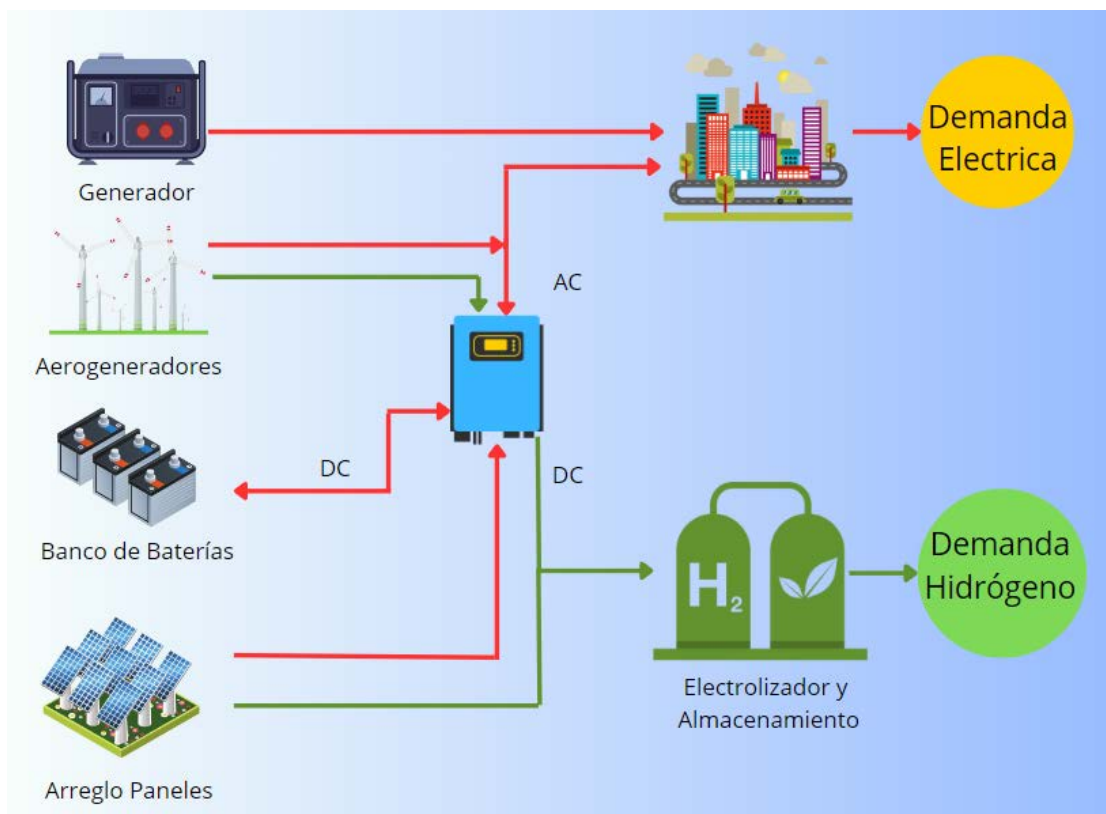 Generador
Demanda
Electrica
Aerogeneradores
AC
Banco de Baterías
DC
DC
H2
Demanda
Hidrógeno
Electrolizador y
Almacenamiento
Arreglo Paneles